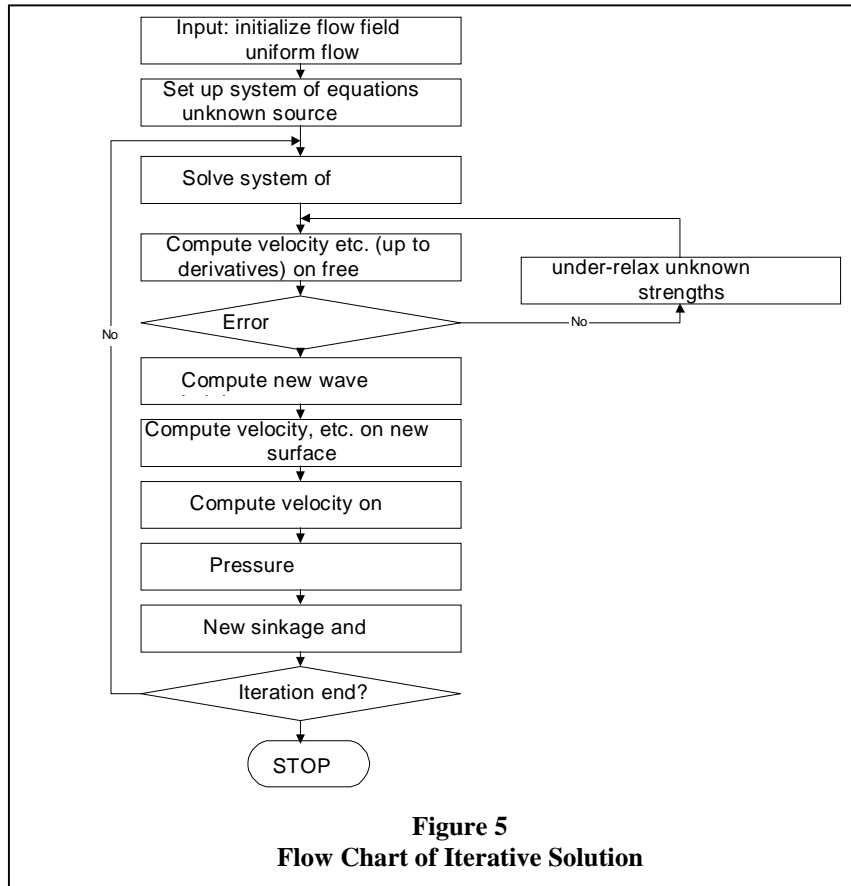 Input: initialize flow field
uniform flow
Set up system of equations
unknown source
Solve system of
Compute velocity etc. (up to
derivatives) on free
under-relax unknown
strengths
Error
No
No
Compute new wave
Compute velocity, etc. on new
surface
Compute velocity on
Pressure
New sinkage and
Iteration end?
STOP
Figure 5
Flow Chart of Iterative Solution